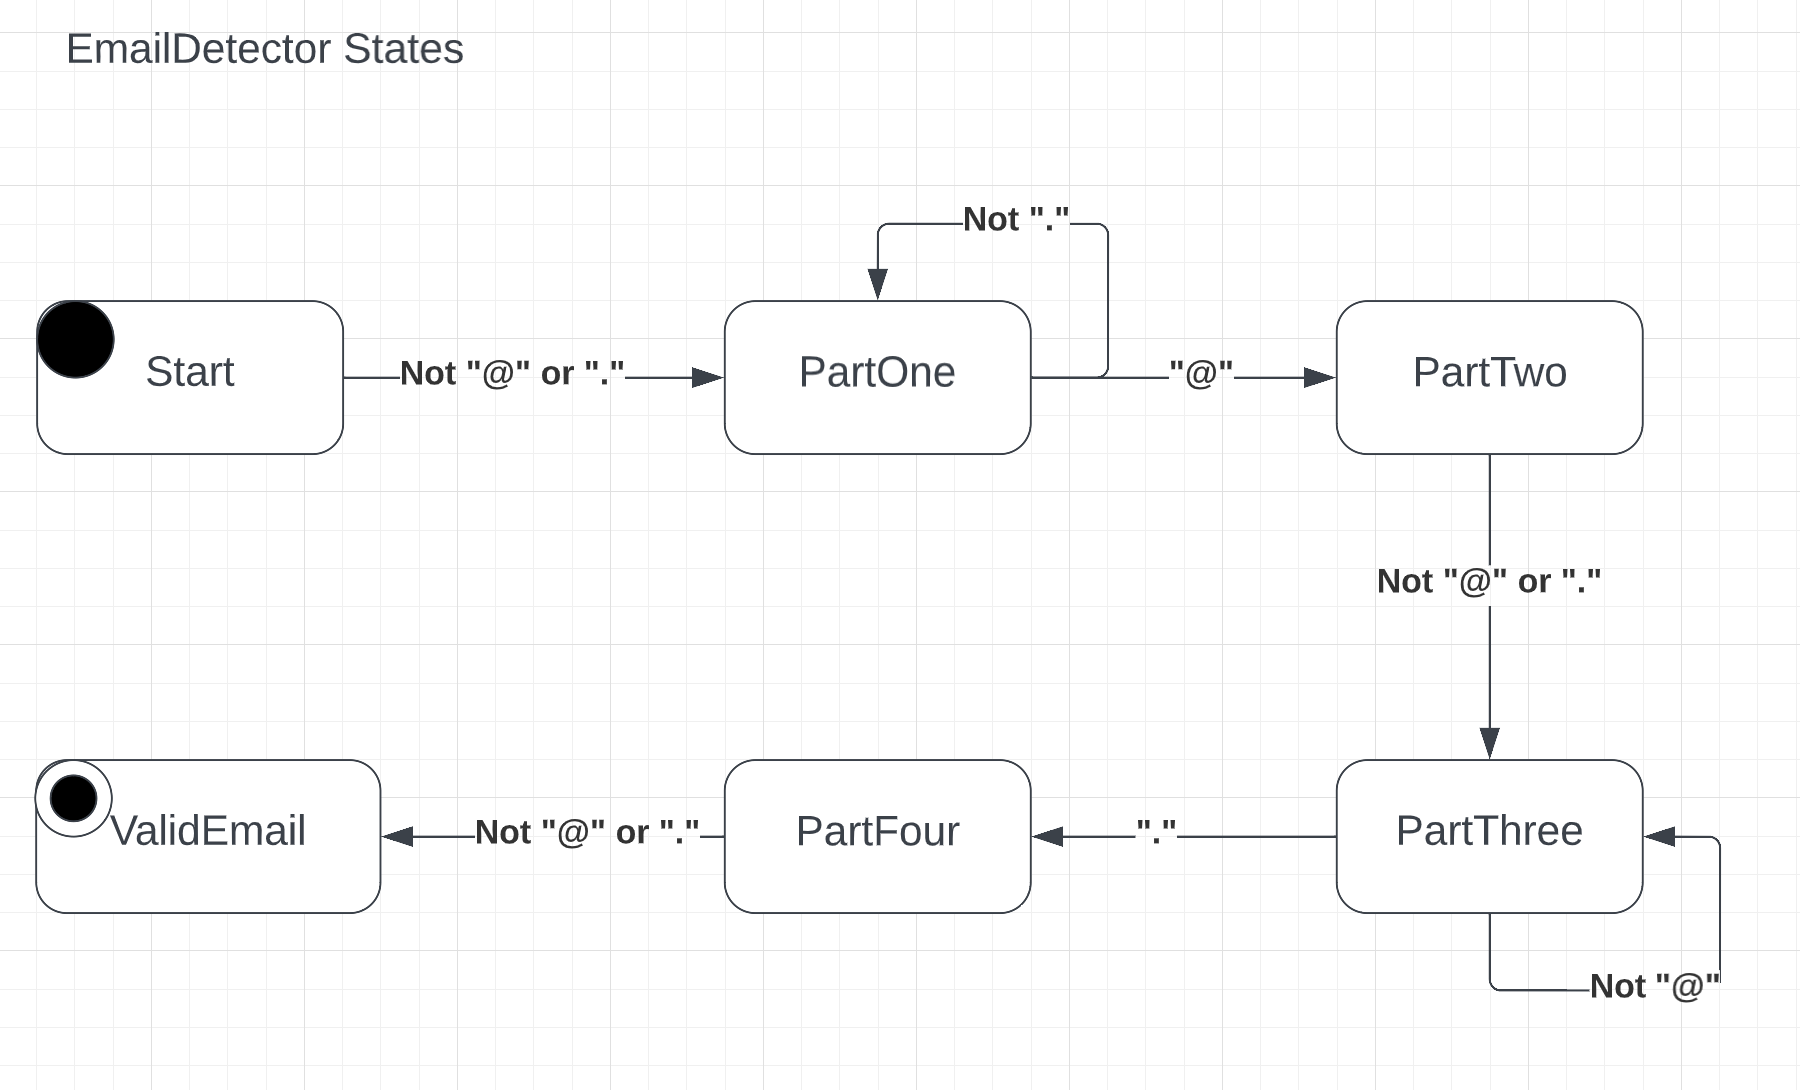 EmailDetector States
Not "."
Start
Not "@" or "."
PartOne
"@"
PartTwo
Not "@" or "."
ValidEmail
Not "@" or "."
PartFour
"."
PartThree
Not "@"